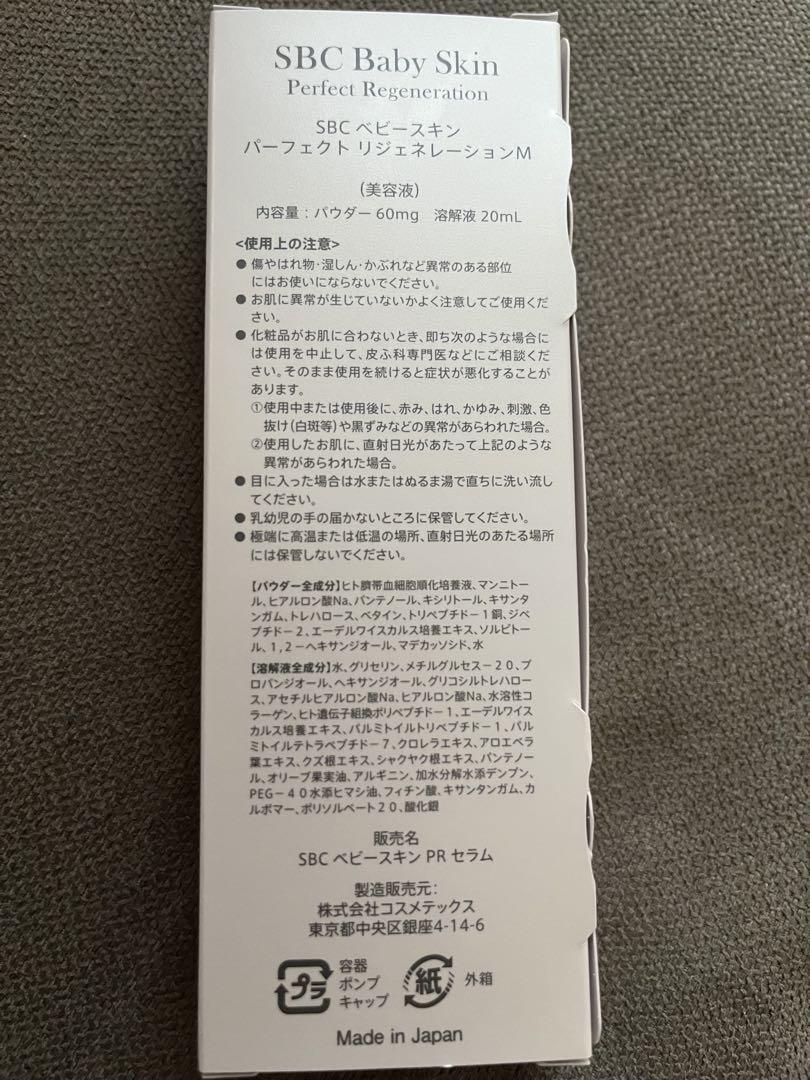 SBC Baby Skin
Perfect Regeneration
SBC ベビースキン
パーフェクト リジェネレーションM
(美容液)
内容量：パウダー 60mg　溶解液 20mL
<使用上の注意>
● 傷やはれ物・湿しん・かぶれなど異常のある部位
にはお使いにならないでください。
● お肌に異常が生じていないかよく注意してご使用くだ
さい。
● 化粧品がお肌に合わないとき、即ち次のような場合に
は使用を中止して、皮ふ科専門医などにご相談くだ
さい。そのまま使用を続けると症状が悪化することが
あります。
①使用中または使用後に、赤み、はれ、かゆみ、刺激、色
抜け(白斑等)や黒ずみなどの異常があらわれた場合。
②使用したお肌に、直射日光があたって上記のような
異常があらわれた場合。
● 目に入った場合は水またはぬるま湯で直ちに洗い流し
てください。
● 乳幼児の手の届かないところに保管してください。
● 極端に高温または低温の場所、直射日光のあたる場所
には保管しないでください。
【パウダー全成分】ヒト臍帯血細胞順化培養液、マンニトー
ル、ヒアルロン酸Na、パンテノール、キシリトール、キサンタ
ンガム、トレハロース、ベタイン、トリペプチド－1銅、ジペ
プチド－2、エーデルワイスカルス培養エキス、ソルビトー
ル、1,2－ヘキサンジオール、マデカッソシド、水
【溶解液全成分】水、グリセリン、メチルグルセス－20、プ
ロパンジオール、ヘキサンジオール、グリコシルトレハロー
ス、アセチルヒアルロン酸Na、ヒアルロン酸Na、水溶性コ
ラーゲン、ヒト遺伝子組換ポリペプチド－1、エーデルワイス
カルス培養エキス、パルミトイルトリペプチド－1、パル
ミトイルテトラペプチド－7、クロレラエキス、アロエベラ
葉エキス、クズ根エキス、シャクヤク根エキス、パンテノー
ル、オリーブ果実油、アルギニン、加水分解水添デンプン、
PEG－40水添ヒマシ油、フィチン酸、キサンタンガム、カ
ルボマー、ポリソルベート20、酸化銀
販売名
SBC ベビースキン PR セラム
製造販売元：
株式会社コスメテックス
東京都中央区銀座4-14-6
プラ
容器
ポンプ
キャップ
紙
外箱
Made in Japan